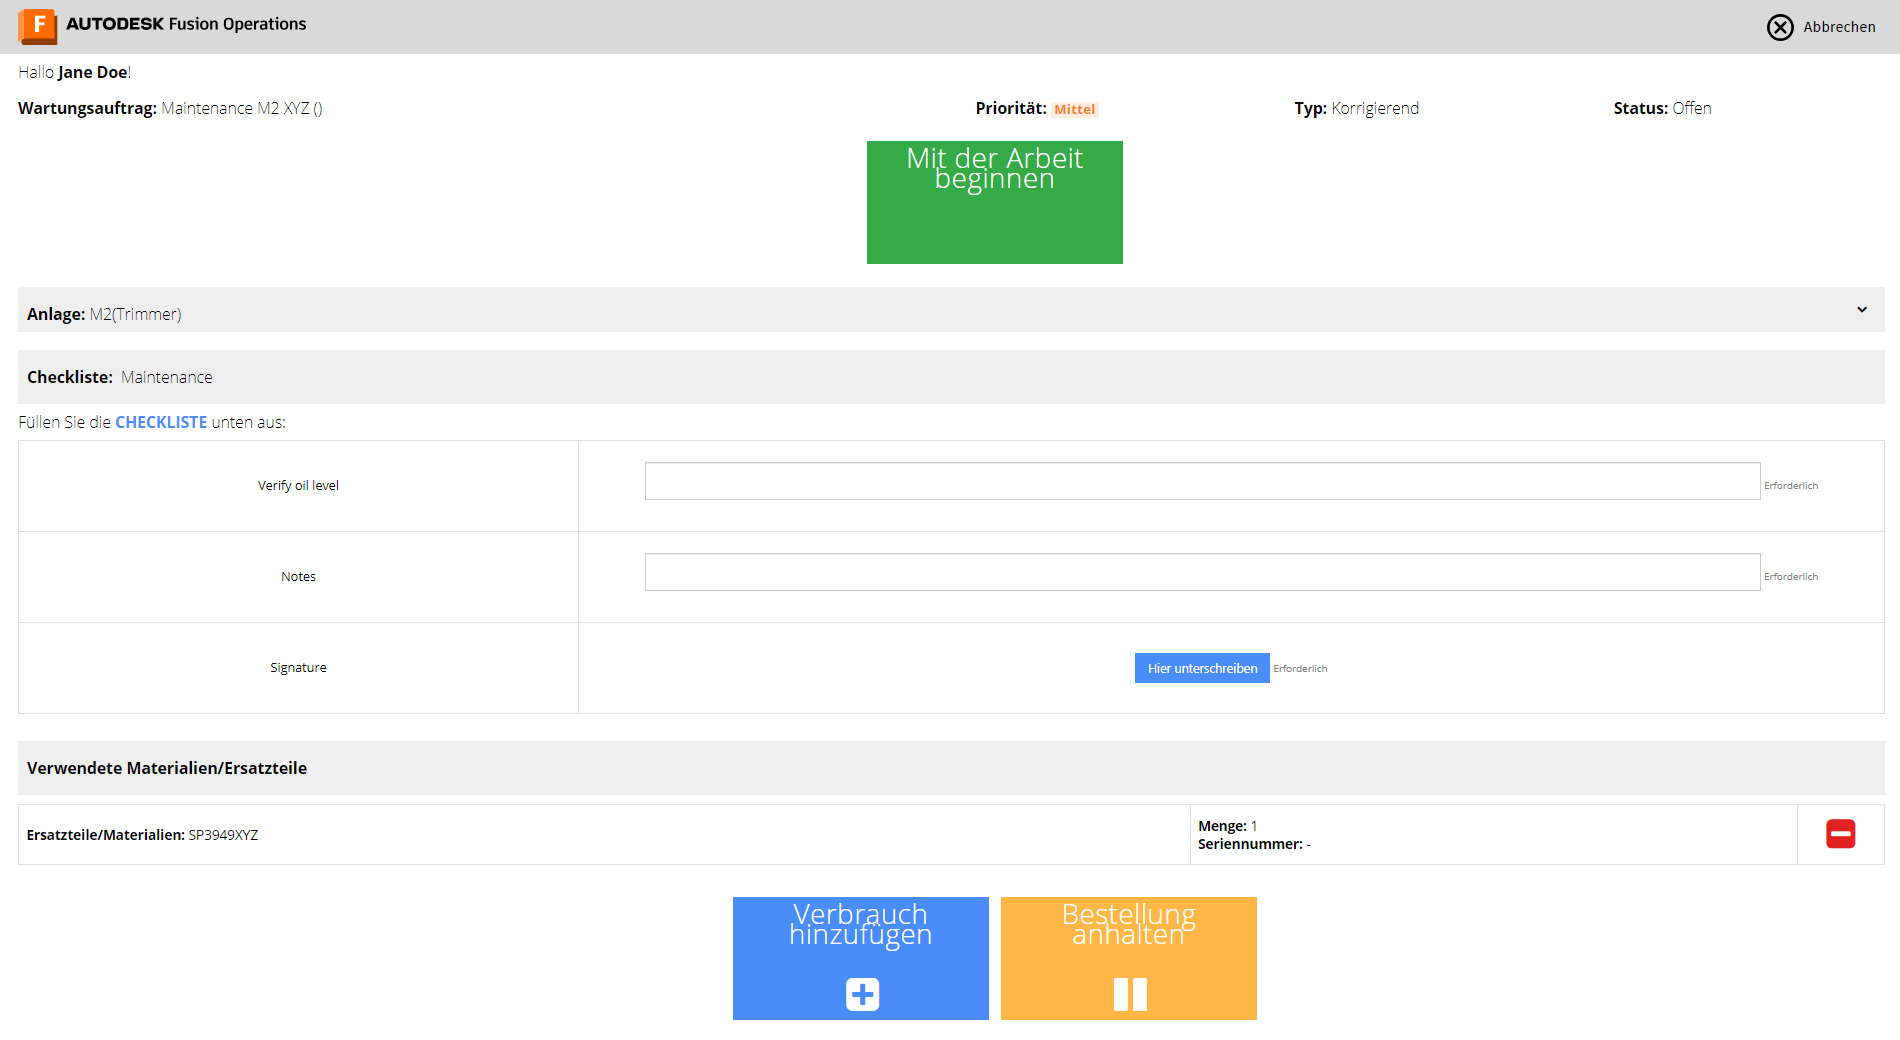 F AUTODESK Fusion Operations
Abbrechen
Hallo Jane Doe!
Wartungsauftrag: Maintenance M2 XYZ ()
Priorität: Mittel
Typ: Korrigierend
Status: Offen
Mit der Arbeit
beginnen
Anlage: M2(Trimmer)
Checkliste: Maintenance
Füllen Sie die CHECKLISTE unten aus:
Verify oil level
Erforderlich
Notes
Erforderlich
Signature
Hier unterschreiben
Erforderlich
Verwendete Materialien/Ersatzteile
Ersatzteile/Materialien: SP3949XYZ
Menge: 1
Seriennummer: -
Verbrauch
hinzufügen
Bestellung
anhalten